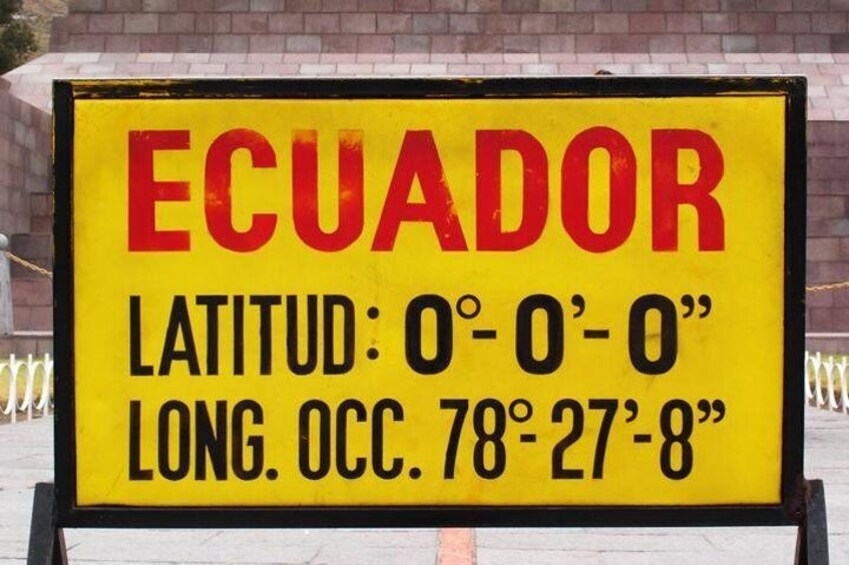 ECUADOR
LATITUD: 0°-0’-0”
LONG. OCC. 78°-27’-8”